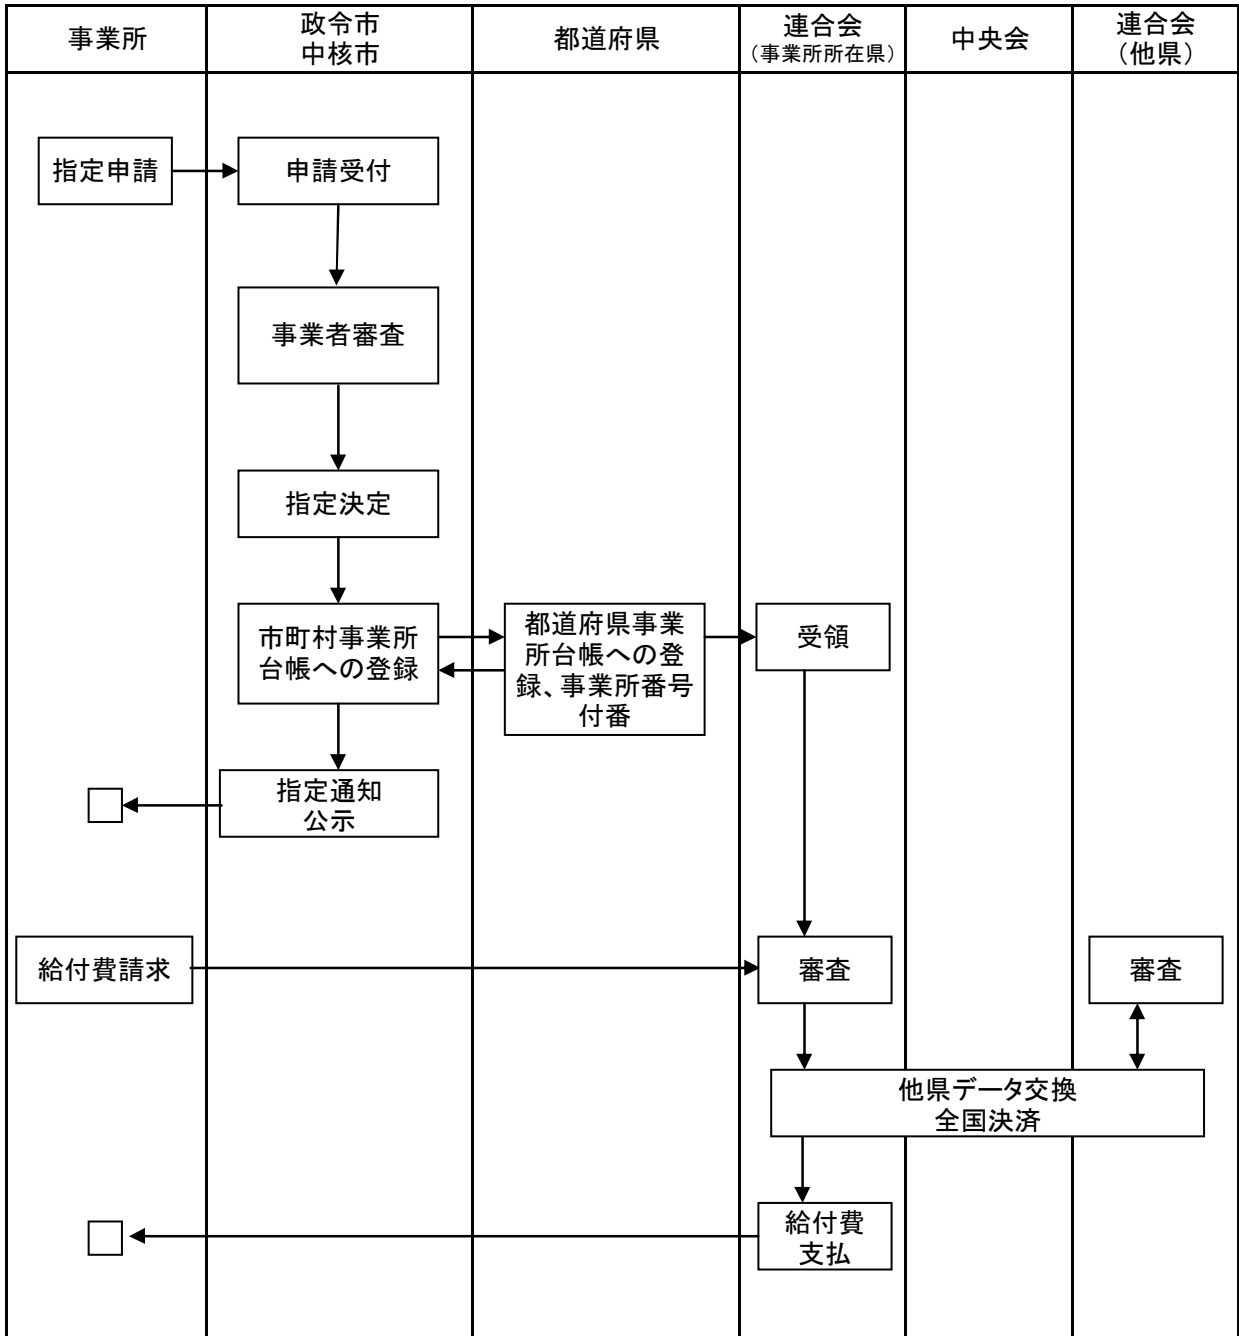 事業所
政令市
中核市
都道府県
連合会
（事業所所在県）
中央会
連合会
（他県）
指定申請
申請受付
事業者審査
指定決定
市町村事業所
台帳への登録
都道府県事業
所台帳への登
録、事業所番号
付番
受領
指定通知
公示
給付費請求
審査
審査
他県データ交換
全国決済
給付費
支払